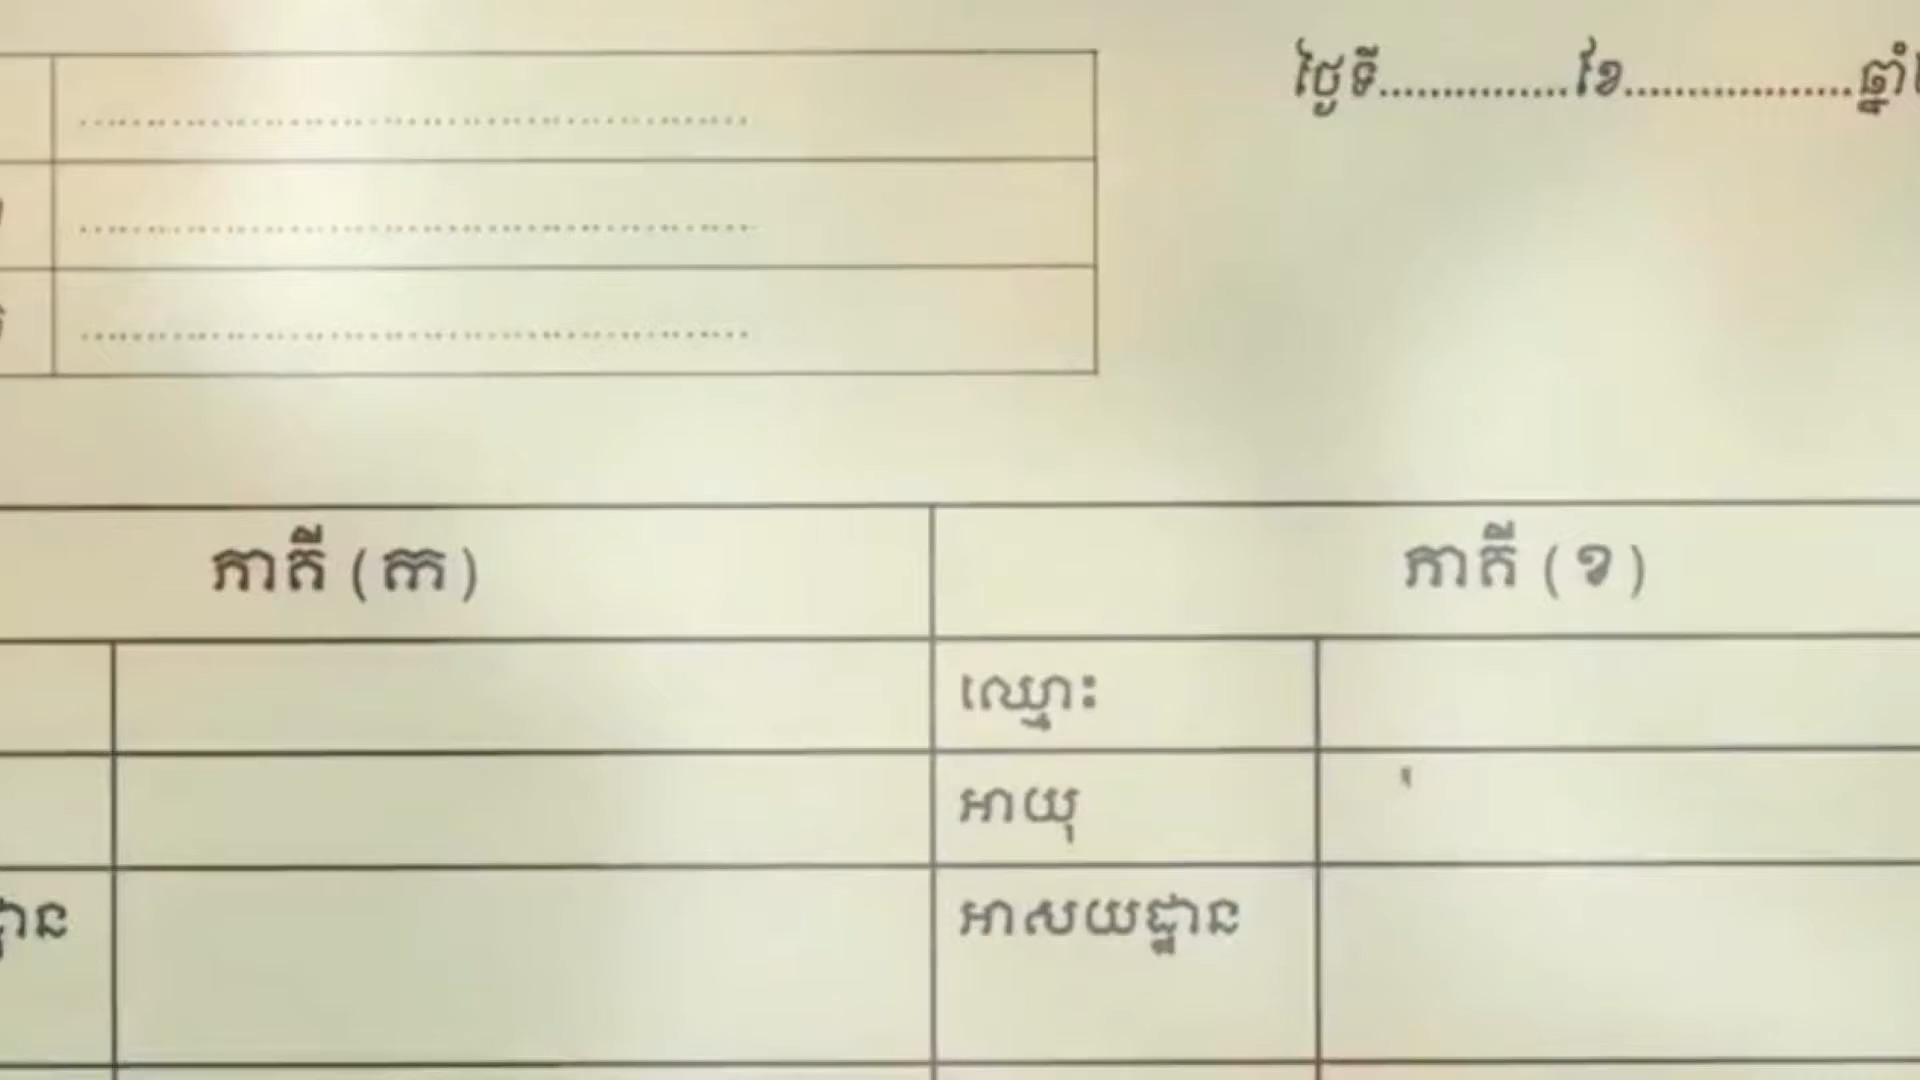 ថ្ងៃទី...............ខែ..................ឆ្នាំ
.....................................................
.....................................................
.....................................................
ភាគី (ក) ភាគី (ខ)
ឈ្មោះ
អាយុ
អាសយដ្ឋាន